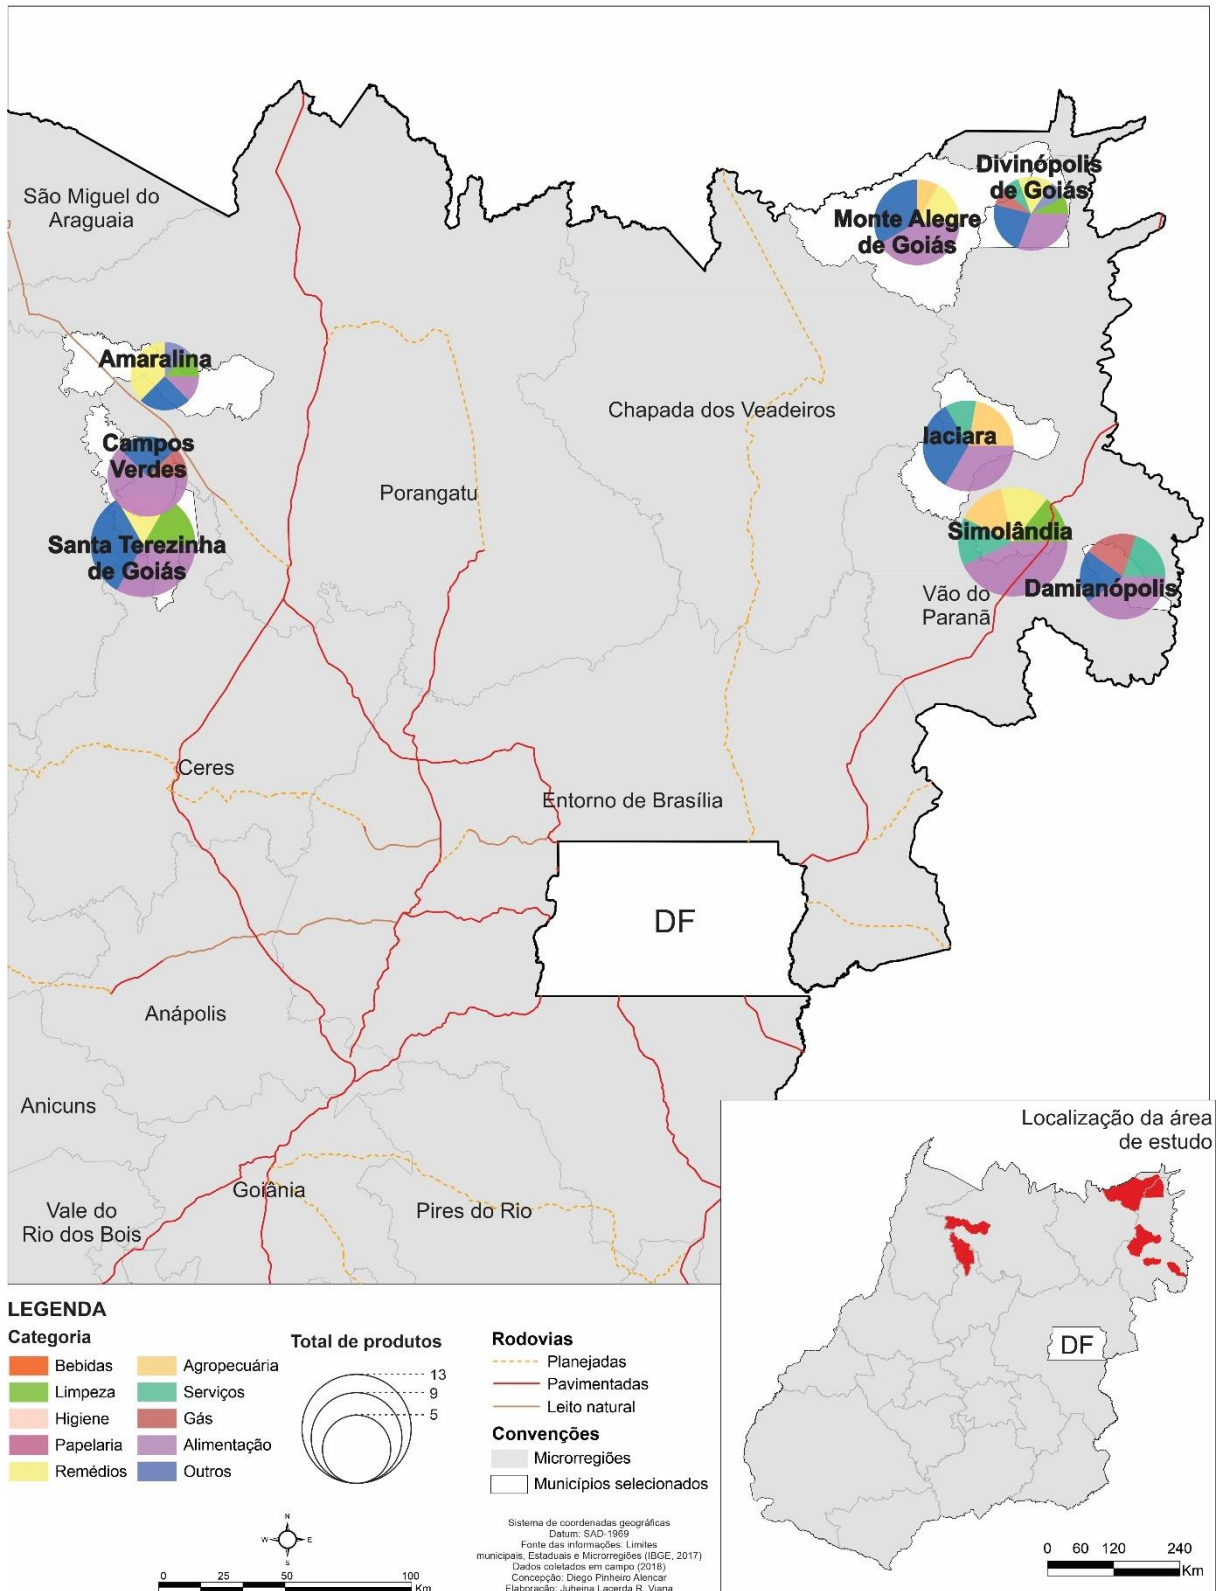 São Miguel do
Araguaia
Divinópolis
de Goiás
Monte Alegre
de Goiás
Amaralina
Chapada dos Veadeiros
Iaciara
Campos
Verdes
Porangatu
Santa Terezinha
de Goiás
Simolândia
Damianópolis
Vão do
Paranã
Ceres
Entorno de Brasília
DF
Anápolis
Anicuns
Goiânia
Vale do
Rio dos Bois
Pires do Rio
Localização da área
de estudo
DF
0 60 120 240
Km
LEGENDA
Categoria
Bebidas
Limpeza
Higiene
Papelaria
Remédios
Agropecuária
Serviços
Gás
Alimentação
Outros
Total de produtos
13
9
5
Rodovias
Planejadas
Pavimentadas
Leito natural
Convenções
Microrregiões
Municípios selecionados
N
W E
S
0 25 50 100
Km
Sistema de coordenadas geográficas
Datum: SAD-1969
Fonte das informações: Limites
municipais, Estaduais e Microrregiões (IBGE, 2017)
Dados coletados em campo (2018)
Concepção: Diego Pinheiro Alencar
Elaboração: Juheina Lacerda R. Viana